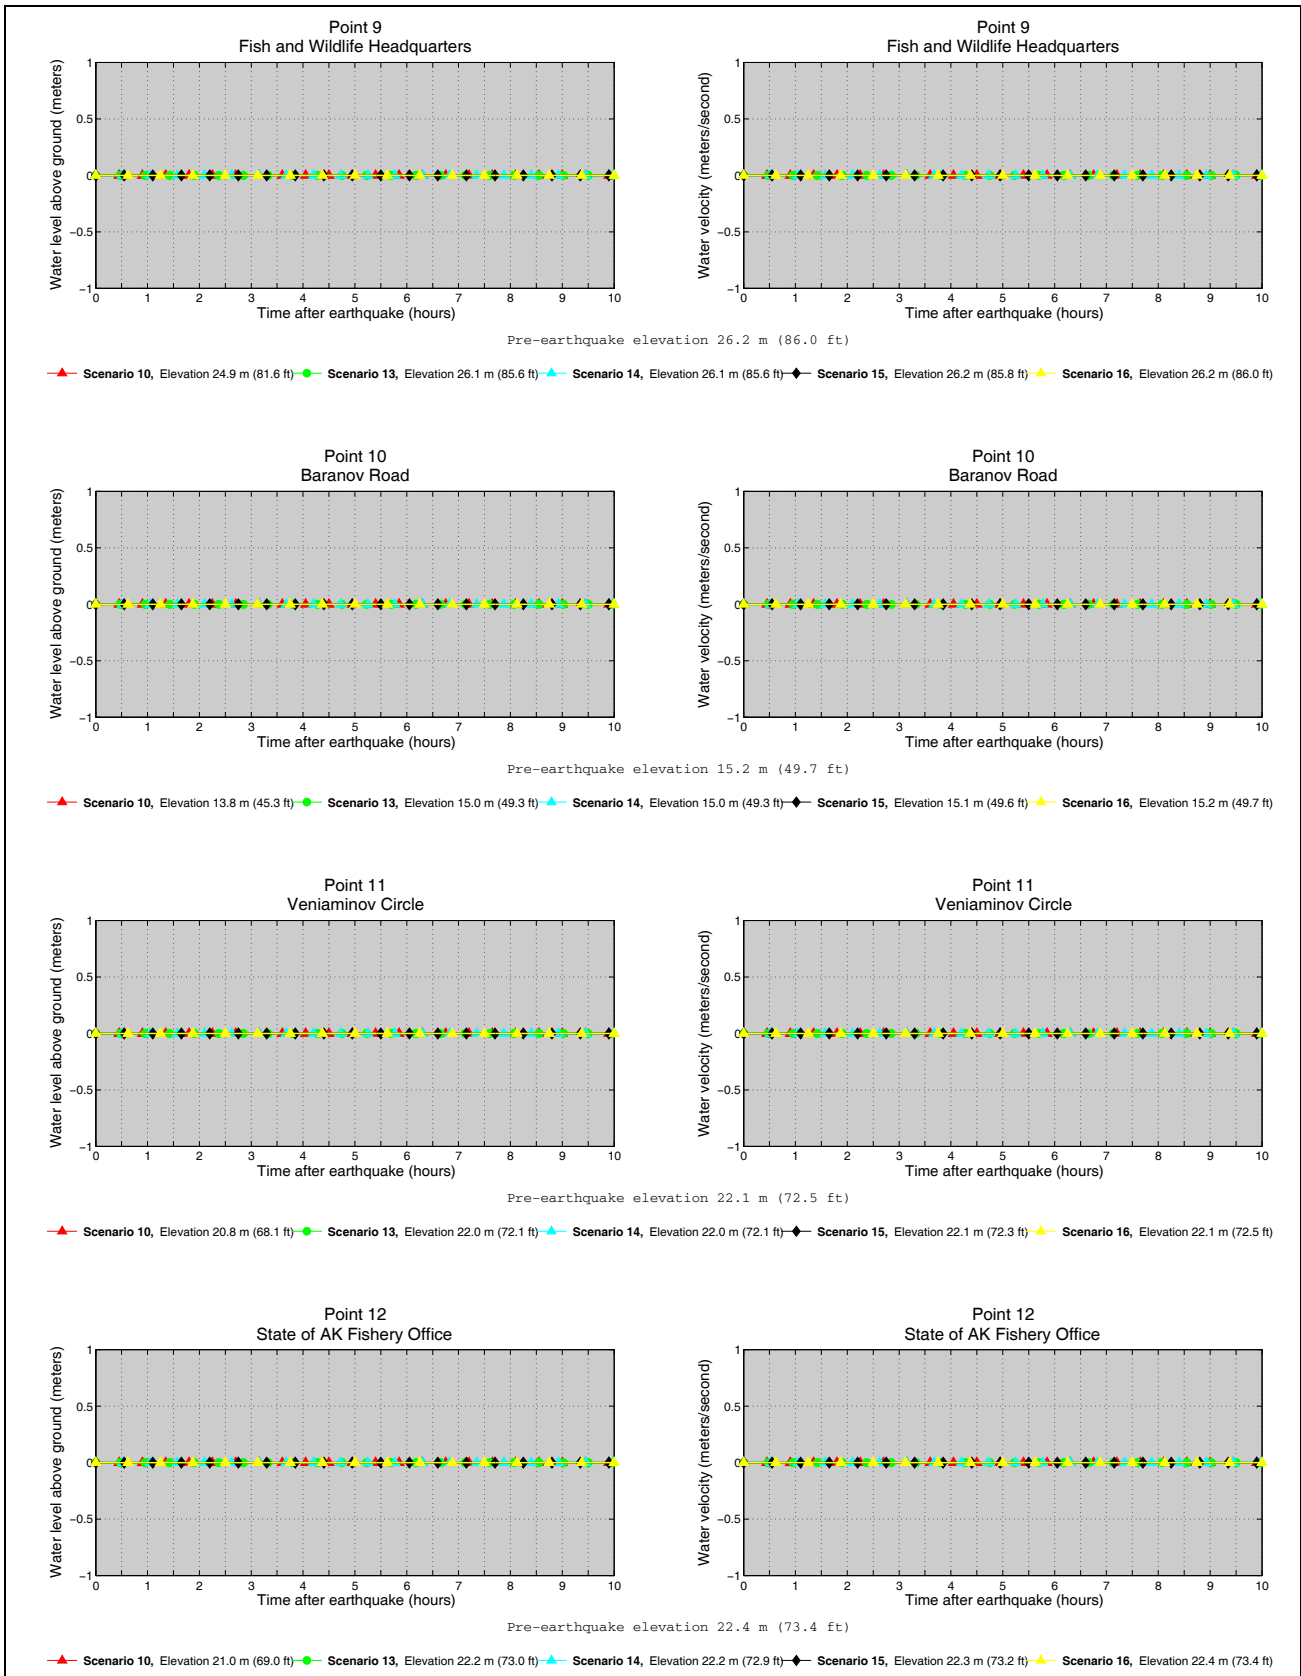 Point 9
Fish and Wildlife Headquarters
Water level above ground (meters)
1
0.5
0
−0.5
−1
0 1 2 3 4 5 6 7 8 9 10
Time after earthquake (hours)
Point 9
Fish and Wildlife Headquarters
Water velocity (meters/second)
1
0.5
0
−0.5
−1
0 1 2 3 4 5 6 7 8 9 10
Time after earthquake (hours)
Pre-earthquake elevation 26.2 m (86.0 ft)
Scenario 10, Elevation 24.9 m (81.6 ft) Scenario 13, Elevation 26.1 m (85.6 ft) Scenario 14, Elevation 26.1 m (85.6 ft) Scenario 15, Elevation 26.2 m (85.8 ft) Scenario 16, Elevation 26.2 m (86.0 ft)
Point 10
Baranov Road
Water level above ground (meters)
1
0.5
0
−0.5
−1
0 1 2 3 4 5 6 7 8 9 10
Time after earthquake (hours)
Point 10
Baranov Road
Water velocity (meters/second)
1
0.5
0
−0.5
−1
0 1 2 3 4 5 6 7 8 9 10
Time after earthquake (hours)
Pre-earthquake elevation 15.2 m (49.7 ft)
Scenario 10, Elevation 13.8 m (45.3 ft) Scenario 13, Elevation 15.0 m (49.3 ft) Scenario 14, Elevation 15.0 m (49.3 ft) Scenario 15, Elevation 15.1 m (49.6 ft) Scenario 16, Elevation 15.2 m (49.7 ft)
Point 11
Veniaminov Circle
Water level above ground (meters)
1
0.5
0
−0.5
−1
0 1 2 3 4 5 6 7 8 9 10
Time after earthquake (hours)
Point 11
Veniaminov Circle
Water velocity (meters/second)
1
0.5
0
−0.5
−1
0 1 2 3 4 5 6 7 8 9 10
Time after earthquake (hours)
Pre-earthquake elevation 22.1 m (72.5 ft)
Scenario 10, Elevation 20.8 m (68.1 ft) Scenario 13, Elevation 22.0 m (72.1 ft) Scenario 14, Elevation 22.0 m (72.1 ft) Scenario 15, Elevation 22.1 m (72.3 ft) Scenario 16, Elevation 22.1 m (72.5 ft)
Point 12
State of AK Fishery Office
Water level above ground (meters)
1
0.5
0
−0.5
−1
0 1 2 3 4 5 6 7 8 9 10
Time after earthquake (hours)
Point 12
State of AK Fishery Office
Water velocity (meters/second)
1
0.5
0
−0.5
−1
0 1 2 3 4 5 6 7 8 9 10
Time after earthquake (hours)
Pre-earthquake elevation 22.4 m (73.4 ft)
Scenario 10, Elevation 21.0 m (69.0 ft) Scenario 13, Elevation 22.2 m (73.0 ft) Scenario 14, Elevation 22.2 m (72.9 ft) Scenario 15, Elevation 22.3 m (73.2 ft) Scenario 16, Elevation 22.4 m (73.4 ft)